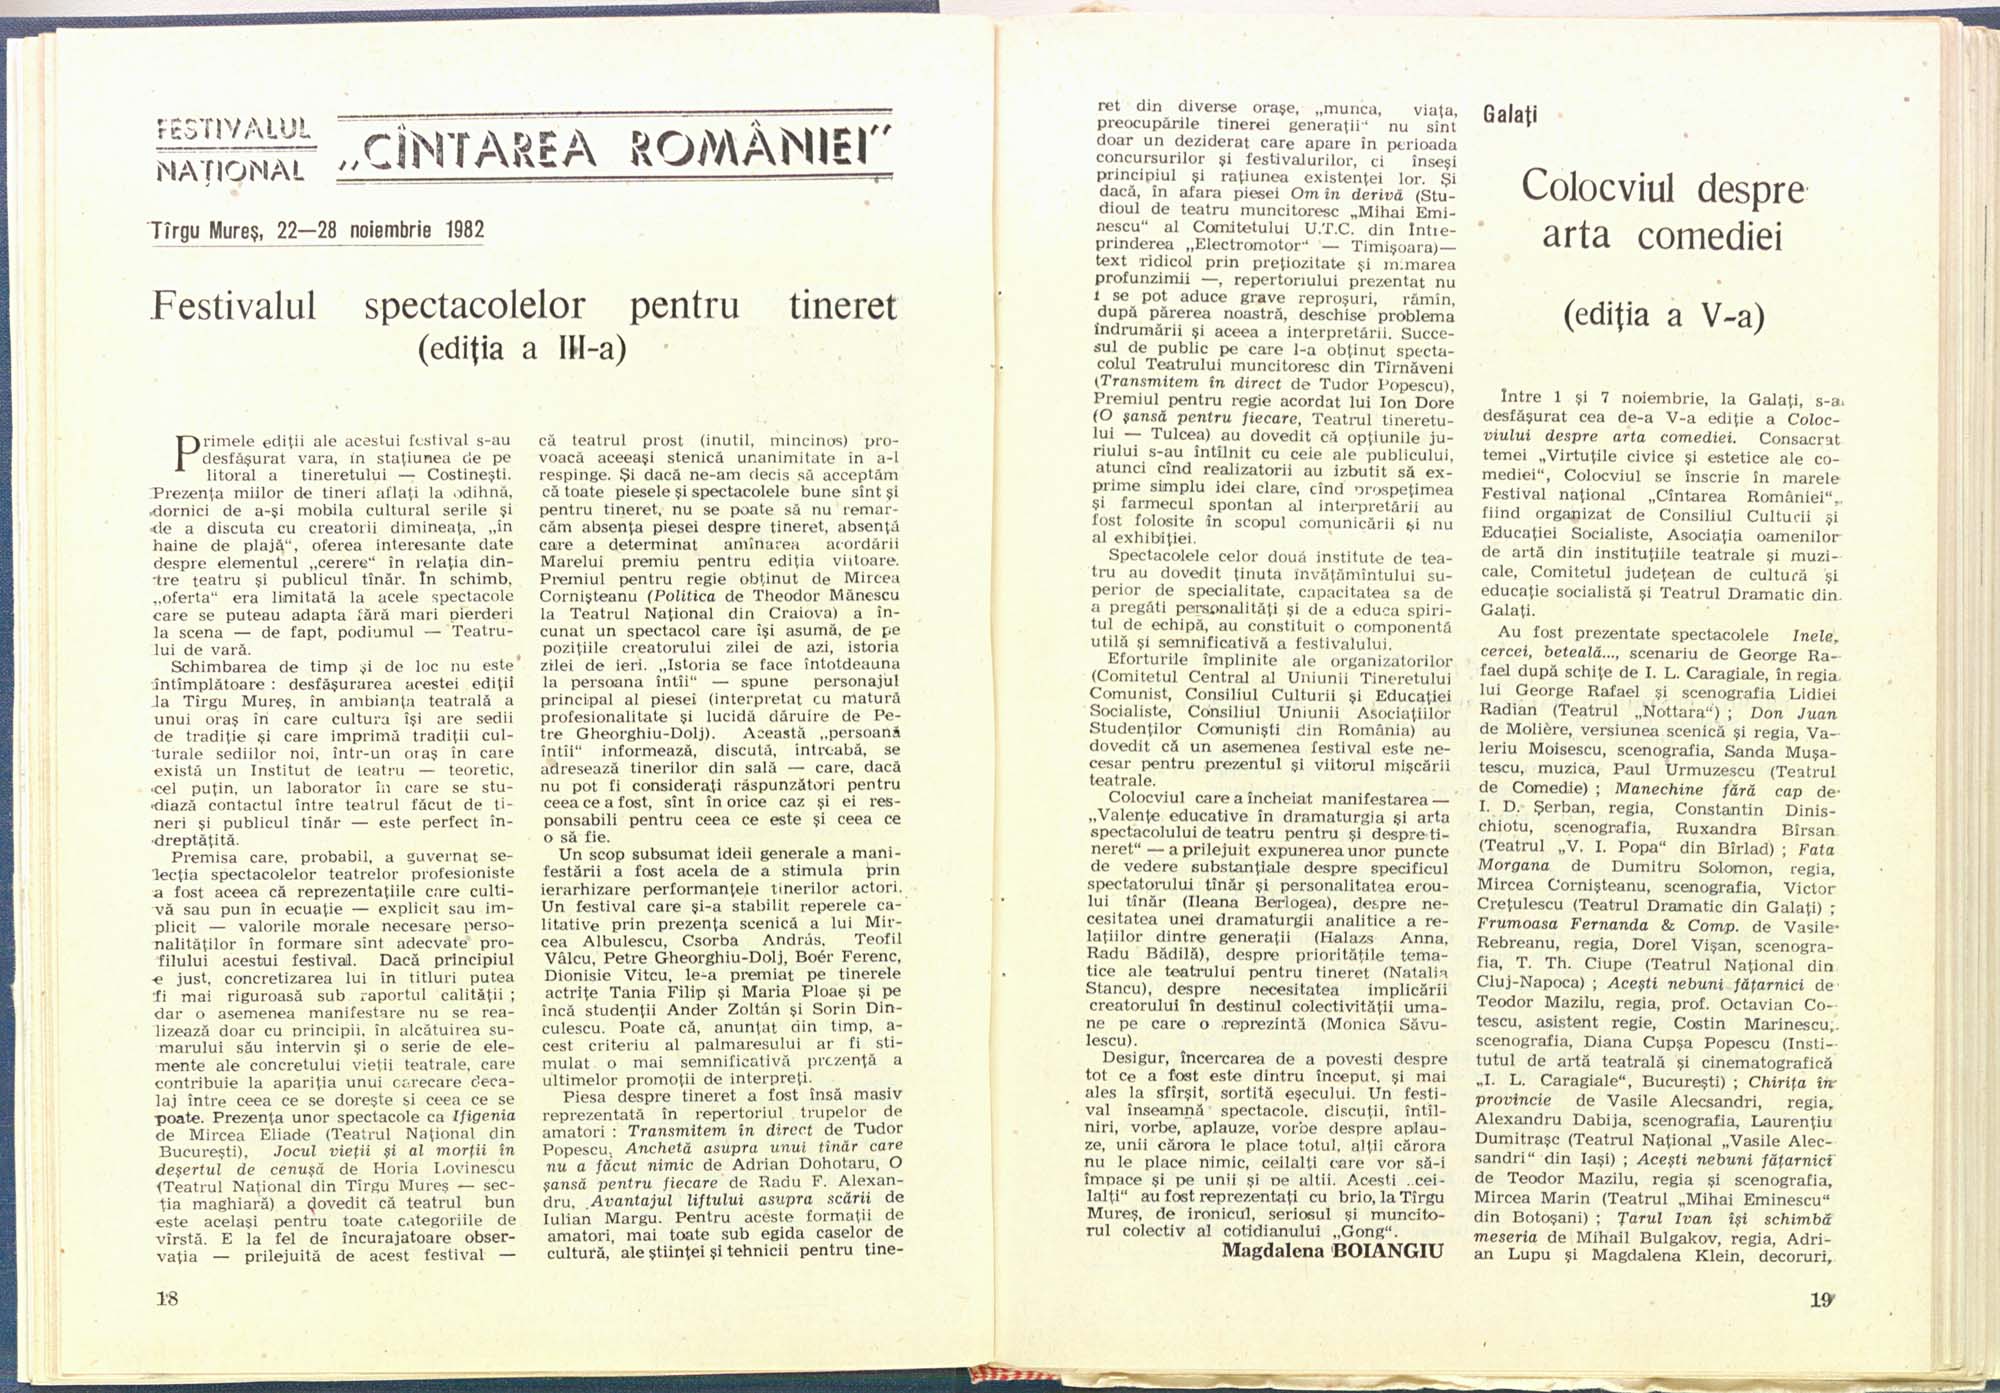 FESTIVALUL
NAȚIONAL
„CÎNTAREA ROMÂNIEI"
Tîrgu Mureș, 22—28 noiembrie 1982
Festivalul spectacolelor pentru tineret
(ediția a III-a)
Primele ediții ale acestui festival s-au
desfășurat vara, în stațiunea de pe
litoral a tineretului — Costinești.
Prezența miilor de tineri aflați la odihnă,
dornici de a-și mobila cultural serile și
de a discuta cu creatorii dimineața, „în
haine de plajă“, oferea interesante date
despre elementul „cerere“ în relația din-
tre teatru și publicul tînăr. În schimb,
„oferta“ era limitată la acele spectacole
care se puteau adapta fără mari pierderi
la scena — de fapt, podiumul — Teatru-
lui de vară.
Schimbarea de timp și de loc nu este
întîmplătoare : desfășurarea acestei ediții
la Tîrgu Mureș, în ambianța teatrală a
unui oraș în care cultura își are sedii
de tradiție și care imprimă tradiții cul-
turale sediilor noi, într-un oraș în care
există un Institut de teatru — teoretic,
cel puțin, un laborator în care se stu-
diază contactul între teatrul făcut de ti-
neri și publicul tînăr — este perfect în-
dreptățită.
Premisa care, probabil, a guvernat se-
lecția spectacolelor teatrelor profesioniste
a fost aceea că reprezentațiile care culti-
vă sau pun în ecuație — explicit sau im-
plicit — valorile morale necesare perso-
nalităților în formare sînt adecvate pro-
filului acestui festival. Dacă principiul
e just, concretizarea lui în titluri putea
fi mai riguroasă sub raportul calității ;
dar o asemenea manifestare nu se rea-
lizează doar cu principii, în alcătuirea su-
marului său intervin și o serie de ele-
mente ale concretului vieții teatrale, care
contribuie la apariția unui oarecare deca-
laj între ceea ce se dorește și ceea ce se
poate. Prezența unor spectacole ca Ifigenia
de Mircea Eliade (Teatrul Național din
București), Jocul vieții și al morții în
deșertul de cenușă de Horia Lovinescu
(Teatrul Național din Tîrgu Mureș — sec-
ția maghiară) a dovedit că teatrul bun
este același pentru toate categoriile de
vîrstă. E la fel de încurajatoare obser-
vația — prilejuită de acest festival —
că teatrul prost (inutil, mincinos) pro-
voacă aceeași stenică unanimitate în a-l
respinge. Și dacă ne-am decis să acceptăm
că toate piesele și spectacolele bune sînt și
pentru tineret, nu se poate să nu remar-
căm absența piesei despre tineret, absență
care a determinat amînarea acordării
Marelui premiu pentru ediția viitoare.
Premiul pentru regie obținut de Mircea
Cornișteanu (Politica de Theodor Mănescu
la Teatrul Național din Craiova) a în-
cunat un spectacol care își asumă, de pe
pozițiile creatorului zilei de azi, istoria
zilei de ieri. „Istoria se face întotdeauna
la persoana întîi“ — spune personajul
principal al piesei (interpretat cu matură
profesionalitate și lucidă dăruire de Pe-
tre Gheorghiu-Dolj). Această „persoană
întîi“ informează, discută, întreabă, se
adresează tinerilor din sală — care, dacă
nu pot fi considerați răspunzători pentru
ceea ce a fost, sînt în orice caz și ei res-
ponsabili pentru ceea ce este și ceea ce
o să fie.
Un scop subsumat ideii generale a mani-
festării a fost acela de a stimula prin
ierarhizare performanțele tinerilor actori.
Un festival care și-a stabilit reperele ca-
litative prin prezența scenică a lui Mir-
cea Albulescu, Csorba András, Teofil
Vâlcu, Petre Gheorghiu-Dolj, Boér Ferenc,
Dionisie Vitcu, le-a premiat pe tinerele
actrițe Tania Filip și Maria Ploae și pe
încă studenții Ander Zoltán și Sorin Din-
culescu. Poate că, anunțat din timp, a-
cest criteriu al palmaresului ar fi sti-
mulat o mai semnificativă prezență a
ultimelor promoții de interpreți.
Piesa despre tineret a fost însă masiv
reprezentată în repertoriul trupelor de
amatori : Transmitem în direct de Tudor
Popescu, Anchetă asupra unui tînăr care
nu a făcut nimic de Adrian Dohotaru, O
șansă pentru fiecare de Radu F. Alexan-
dru, Avantajul liftului asupra scării de
Iulian Margu. Pentru aceste formații de
amatori, mai toate sub egida caselor de
cultură, ale științei și tehnicii pentru tine-
18
ret din diverse orașe, „munca, viața,
preocupările tinerei generații“ nu sînt
doar un deziderat care apare în perioada
concursurilor și festivalurilor, ci înseși
principiul și rațiunea existenței lor. Și
dacă, în afara piesei Om în derivă (Stu-
dioul de teatru muncitoresc „Mihai Emi-
nescu“ al Comitetului U.T.C. din Între-
prinderea „Electromotor“ — Timișoara)—
text ridicol prin prețiozitate și mimarea
profunzimii —, repertoriului prezentat nu
i se pot aduce grave reproșuri, rămîn,
după părerea noastră, deschise problema
îndrumării și aceea a interpretării. Succe-
sul de public pe care l-a obținut specta-
colul Teatrului muncitoresc din Tîrnăveni
(Transmitem în direct de Tudor Popescu),
Premiul pentru regie acordat lui Ion Dore
(O șansă pentru fiecare, Teatrul tineretu-
lui — Tulcea) au dovedit că opțiunile ju-
riului s-au întîlnit cu cele ale publicului,
atunci cînd realizatorii au izbutit să ex-
prime simplu idei clare, cînd prospețimea
și farmecul spontan al interpretării au
fost folosite în scopul comunicării și nu
al exhibiției.
Spectacolele celor două institute de tea-
tru au dovedit ținuta învățămîntului su-
perior de specialitate, capacitatea sa de
a pregăti personalități și de a educa spiri-
tul de echipă, au constituit o componentă
utilă și semnificativă a festivalului.
Eforturile împlinite ale organizatorilor
(Comitetul Central al Uniunii Tineretului
Comunist, Consiliul Culturii și Educației
Socialiste, Consiliul Uniunii Asociațiilor
Studenților Comuniști din România) au
dovedit că un asemenea festival este ne-
cesar pentru prezentul și viitorul mișcării
teatrale.
Colocviul care a încheiat manifestarea —
„Valențe educative în dramaturgia și arta
spectacolului de teatru pentru și despre ti-
neret“ — a prilejuit expunerea unor puncte
de vedere substanțiale despre specificul
spectatorului tînăr și personalitatea erou-
lui tînăr (Ileana Berlogea), despre ne-
cesitatea unei dramaturgii analitice a re-
lațiilor dintre generații (Halazs Anna,
Radu Bădilă), despre prioritățile tema-
tice ale teatrului pentru tineret (Natalia
Stancu), despre necesitatea implicării
creatorului în destinul colectivității uma-
ne pe care o reprezintă (Monica Săvu-
lescu).
Desigur, încercarea de a povesti despre
tot ce a fost este dintru început, și mai
ales la sfîrșit, sortită eșecului. Un festi-
val înseamnă spectacole, discuții, întîl-
niri, vorbe, aplauze, vorbe despre aplau-
ze, unii cărora le place totul, alții cărora
nu le place nimic, ceilalți care vor să-i
împace și pe unii și pe alții. Acești „cei-
lalți“ au fost reprezentați cu brio, la Tîrgu
Mureș, de ironicul, seriosul și muncito-
rul colectiv al cotidianului „Gong“.
Magdalena BOIANGIU
Galați
Colocviul despre
arta comediei
(ediția a V-a)
Între 1 și 7 noiembrie, la Galați, s-a
desfășurat cea de-a V-a ediție a Coloc-
viului despre arta comediei. Consacrat
temei „Virtuțile civice și estetice ale co-
mediei“, Colocviul se înscrie în marele
Festival național „Cîntarea României“,
fiind organizat de Consiliul Culturii și
Educației Socialiste, Asociația oamenilor
de artă din instituțiile teatrale și muzi-
cale, Comitetul județean de cultură și
educație socialistă și Teatrul Dramatic din
Galați.
Au fost prezentate spectacolele Inele,
cercei, beteală..., scenariu de George Ra-
fael după schițe de I. L. Caragiale, în regia
lui George Rafael și scenografia Lidiei
Radian (Teatrul „Nottara“) ; Don Juan
de Molière, versiunea scenică și regia, Va-
leriu Moisescu, scenografia, Sanda Mușa-
tescu, muzica, Paul Urmuzescu (Teatrul
de Comedie) ; Manechine fără cap de
I. D. Șerban, regia, Constantin Dinis-
chiotu, scenografia, Ruxandra Bîrsan
(Teatrul „V. I. Popa“ din Bîrlad) ; Fata
Morgana de Dumitru Solomon, regia,
Mircea Cornișteanu, scenografia, Victor
Crețulescu (Teatrul Dramatic din Galați) ;
Frumoasa Fernanda & Comp. de Vasile
Rebreanu, regia, Dorel Vișan, scenogra-
fia, T. Th. Ciupe (Teatrul Național din
Cluj-Napoca) ; Acești nebuni fățarnici de
Teodor Mazilu, regia, prof. Octavian Co-
tescu, asistent regie, Costin Marinescu,
scenografia, Diana Cupșa Popescu (Insti-
tutul de artă teatrală și cinematografică
„I. L. Caragiale“, București) ; Chirița în
provincie de Vasile Alecsandri, regia,
Alexandru Dabija, scenografia, Laurențiu
Dumitrașc (Teatrul Național „Vasile Alec-
sandri“ din Iași) ; Acești nebuni fățarnici
de Teodor Mazilu, regia și scenografia,
Mircea Marin (Teatrul „Mihai Eminescu“
din Botoșani) ; Țarul Ivan își schimbă
meseria de Mihail Bulgakov, regia, Adri-
an Lupu și Magdalena Klein, decoruri,
19